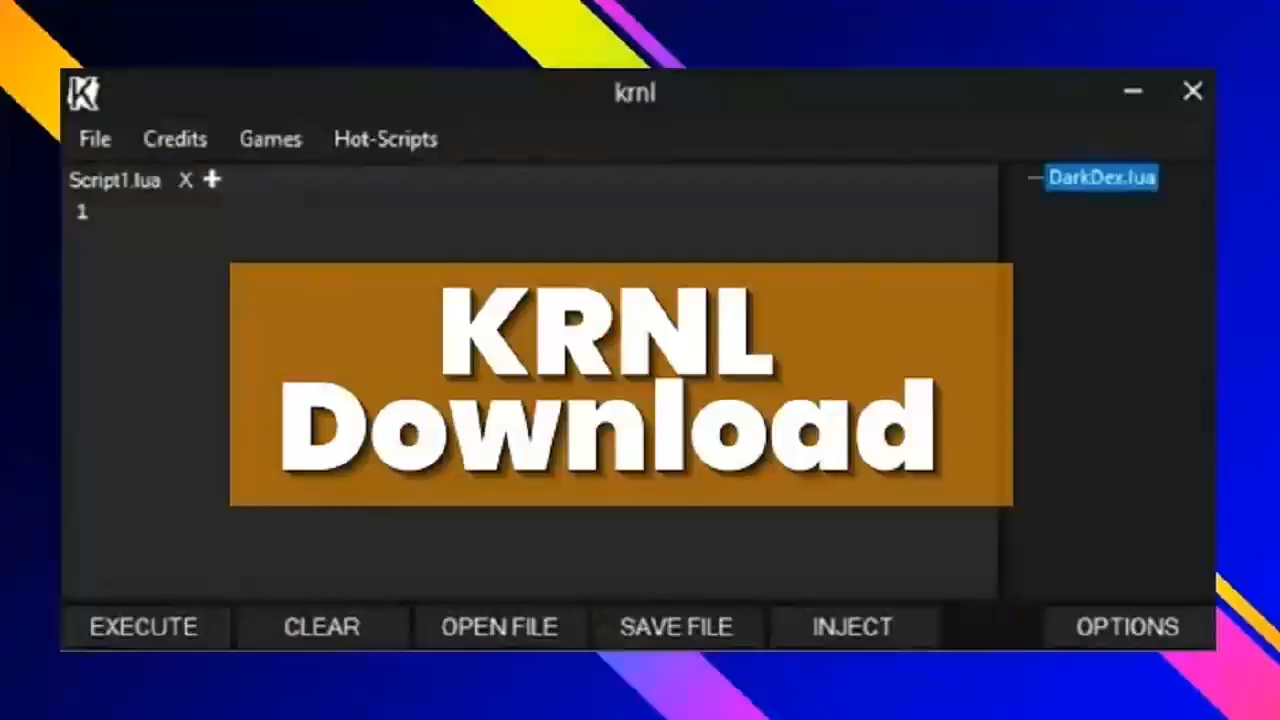 K
krnl
File Credits Games Hot-Scripts
Script1.lua X +
DarkDex.lua
1
KRNL
Download
EXECUTE CLEAR OPEN FILE SAVE FILE INJECT OPTIONS